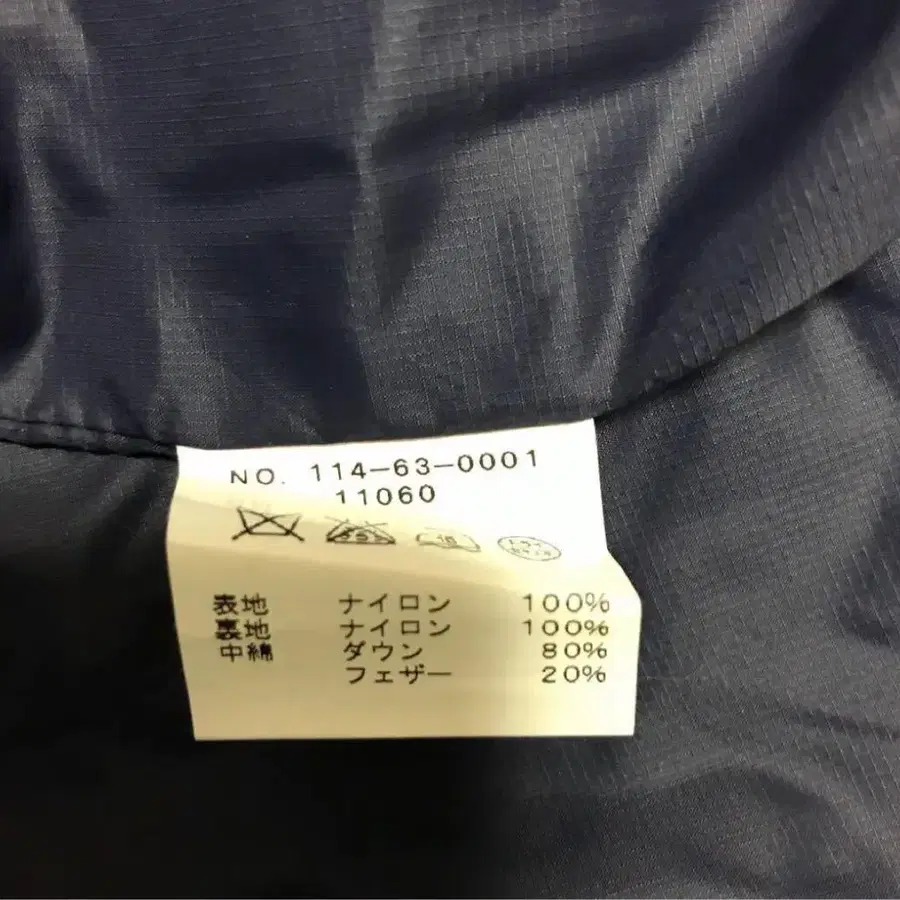 NO. 114-63-0001
11060
表地 ナイロン 100%
裏地 ナイロン 100%
中綿 ダウン 80%
フェザー 20%